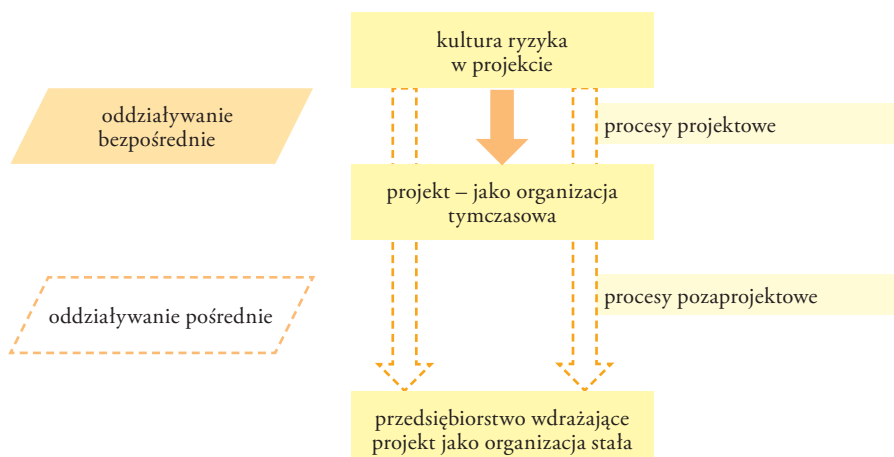 kultura ryzyka
w projekcie
oddziaływanie
bezpośrednie
procesy projektowe
projekt – jako organizacja
tymczasowa
procesy pozaprojektowe
oddziaływanie pośrednie
przedsiębiorstwo wdrażające
projekt jako organizacja stała